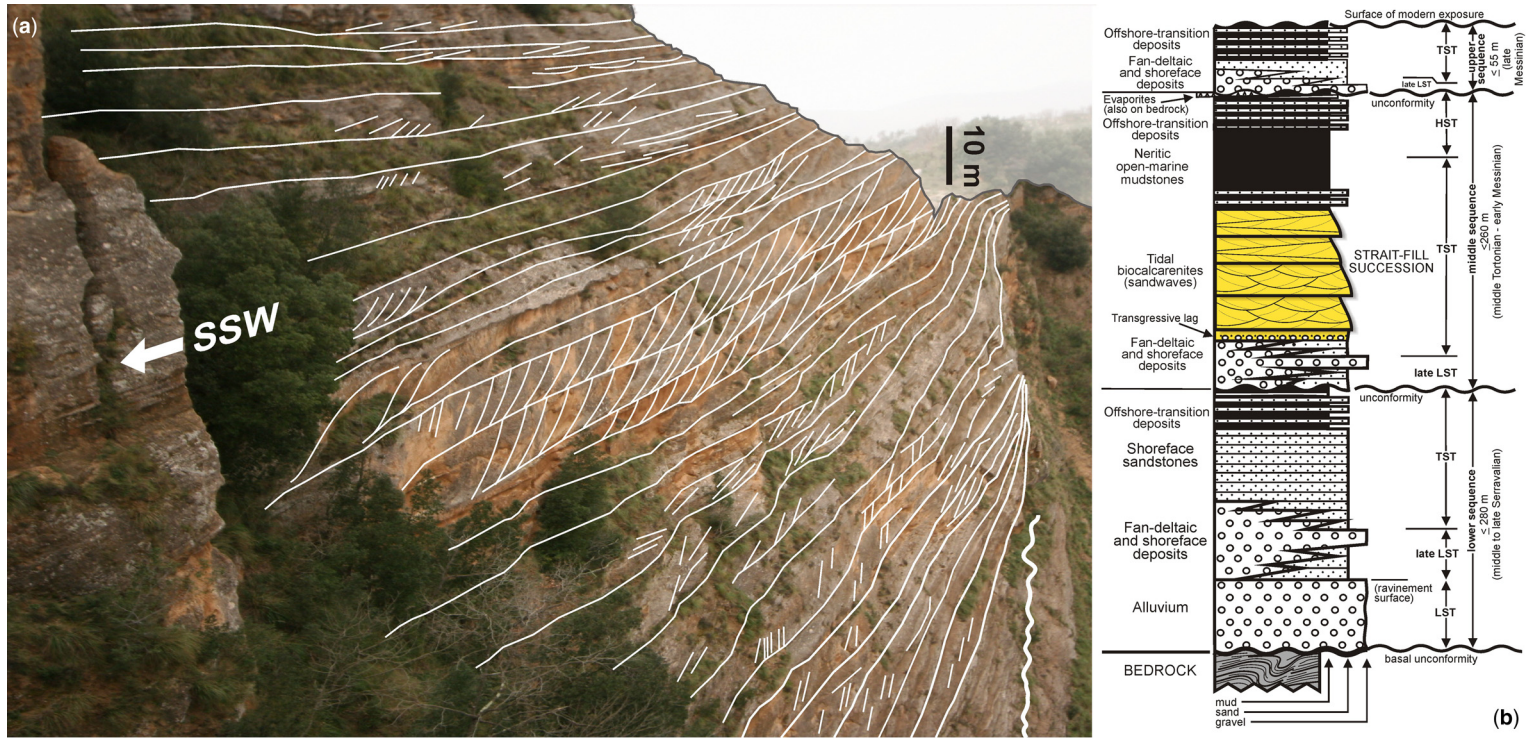 (a)
10 m
SSW
Surface of modern exposure
Offshore-transition
deposits
Fan-deltaic
and shoreface
deposits
TST
late LST
upper
sequence
≤ 55 m
(late
Messinian)
Evaporites
(also on bedrock)
unconformity
Offshore-transition
deposits
Neritic
open-marine
mudstones
HST
Tidal
biocalcarenites
(sandwaves)
STRAIT-FILL
SUCCESSION
TST
middle sequence
≤260 m
(middle Tortonian - early Messinian)
Transgressive lag
Fan-deltaic
and shoreface
deposits
late LST
unconformity
Offshore-transition
deposits
Shoreface
sandstones
TST
lower sequence
≤ 280 m
(middle to late Serravalian)
Fan-deltaic
and shoreface
deposits
late LST
(ravinement
surface)
Alluvium
LST
basal unconformity
BEDROCK
mud
sand
gravel
(b)